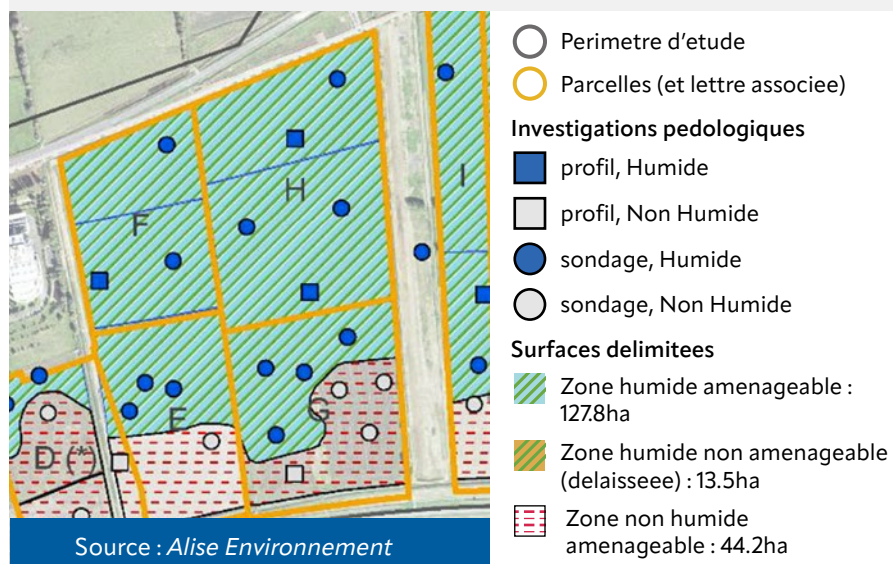 F
H
I
E
G
D (*)
Source : Alise Environnement
Perimetre d'etude
Parcelles (et lettre associee)
Investigations pedologiques
profil, Humide
profil, Non Humide
sondage, Humide
sondage, Non Humide
Surfaces delimitees
Zone humide amenageable :
127.8ha
Zone humide non amenageable
(delaisseee) : 13.5ha
Zone non humide
amenageable : 44.2ha